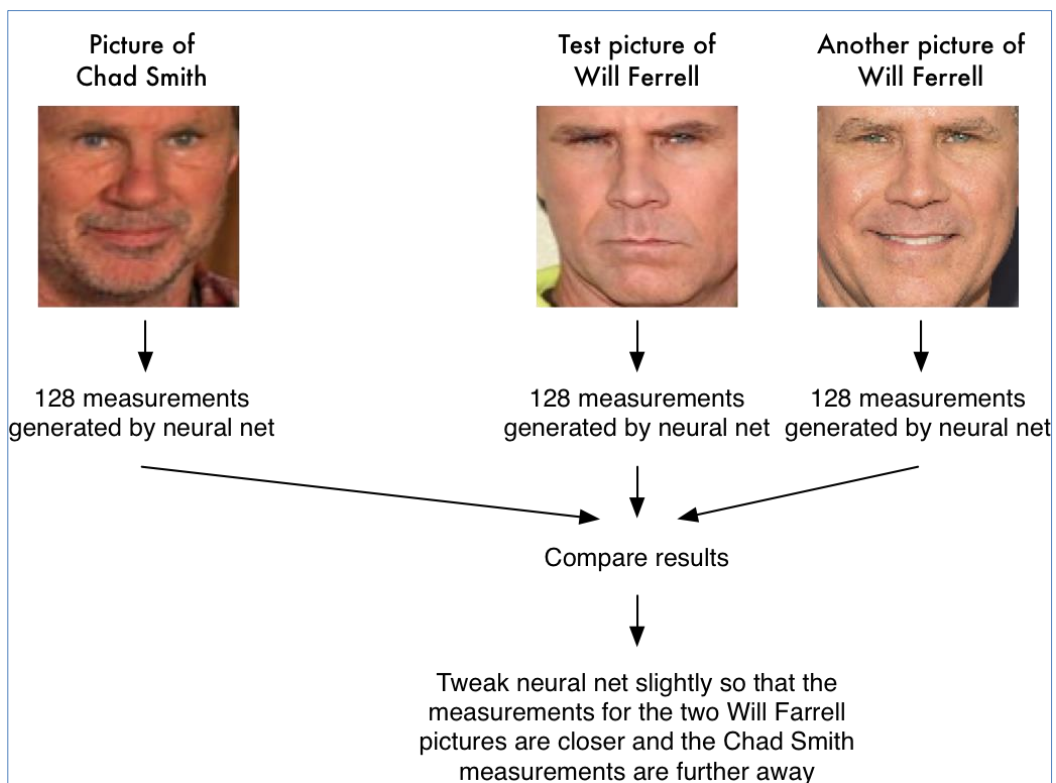 Picture of
Chad Smith
Test picture of
Will Ferrell
Another picture of
Will Ferrell
128 measurements
generated by neural net
128 measurements
generated by neural net
128 measurements
generated by neural net
Compare results
Tweak neural net slightly so that the
measurements for the two Will Farrell
pictures are closer and the Chad Smith
measurements are further away